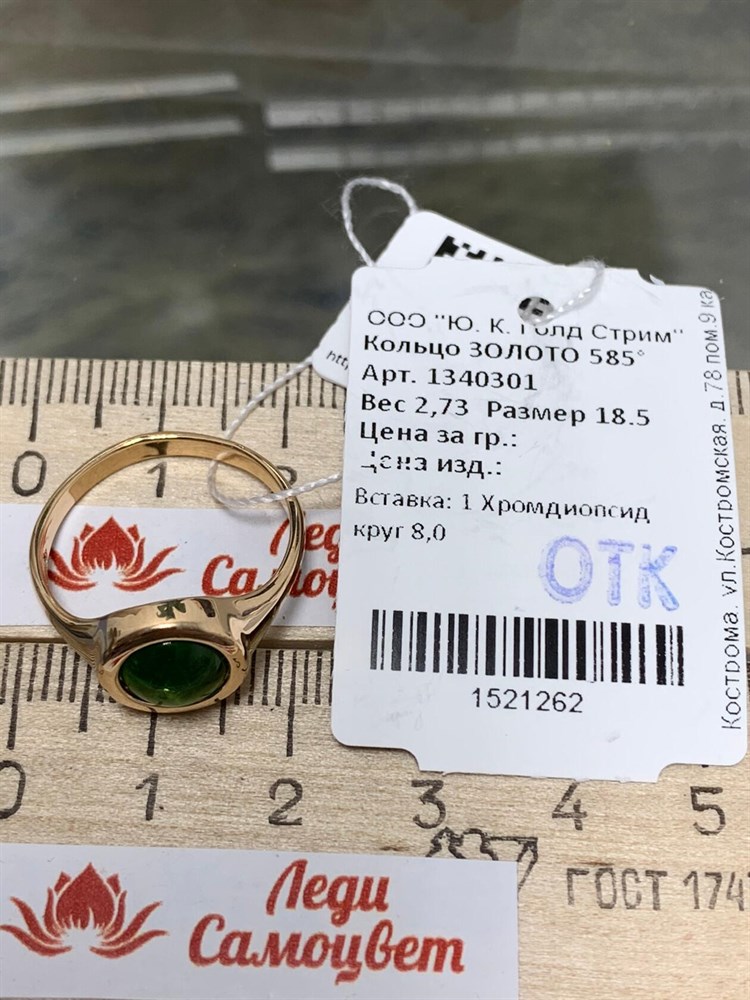 ООО "Ю. К. Голд Стрим"
Кольцо ЗОЛОТО 585°
Арт. 1340301
Вес 2,73 Размер 18.5
Цена за гр.:
Цена изд.:
Вставка: 1 Хромдиопсид
круг 8,0
ОТК
1521262
Кострома, ул.Костромская, д.78 пом.9 ка
htt
0 1
Леди
Самоц
0 1 2 3 4 5
ГОСТ 174
Леди
Самоцвет